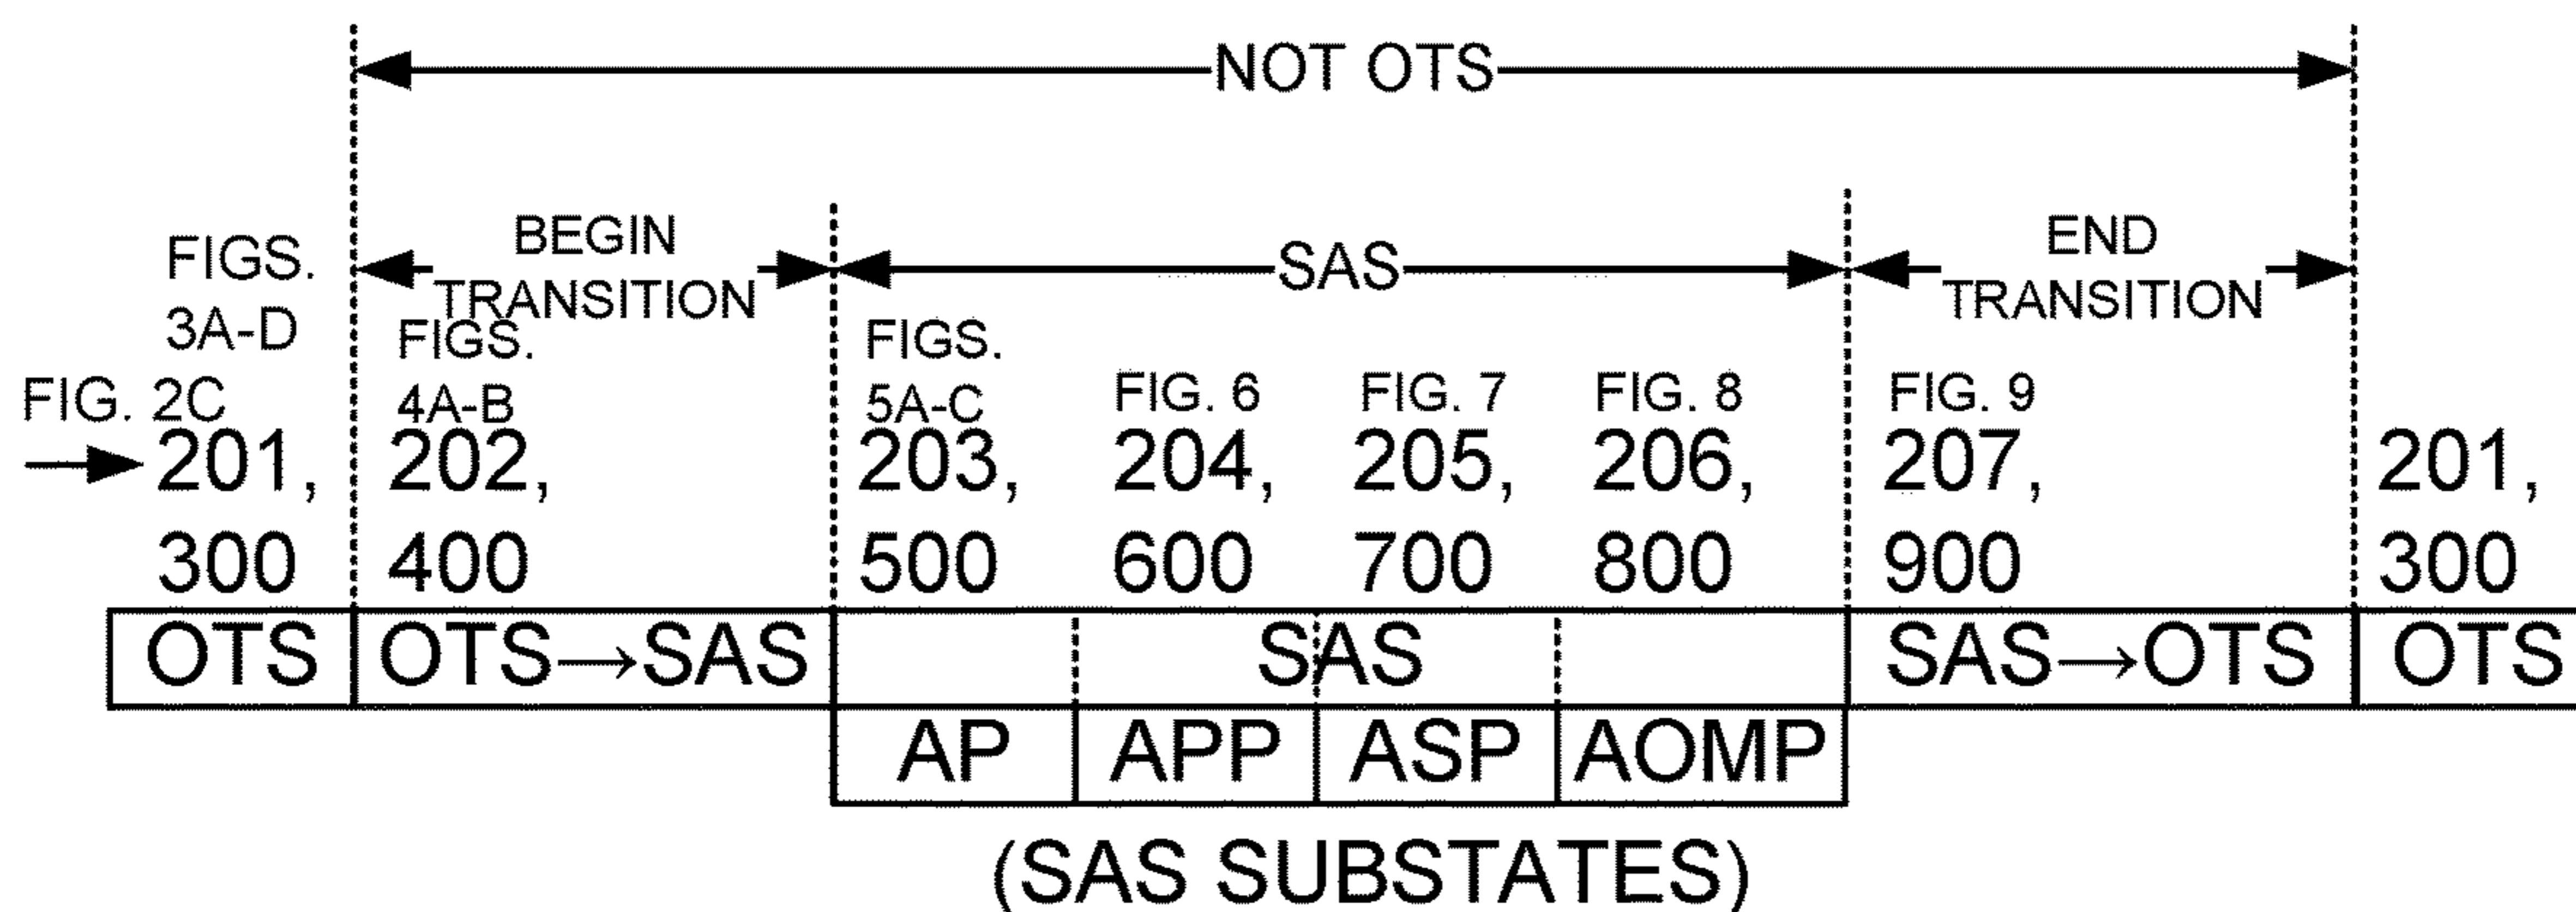 NOT OTS
FIGS.
3A-D
BEGIN
TRANSITION
SAS
END
TRANSITION
FIG. 2C
FIGS.
4A-B
FIGS.
5A-C
FIG. 6
FIG. 7
FIG. 8
FIG. 9
201,
300
202,
400
203,
500
204,
600
205,
700
206,
800
207,
900
201,
300
OTS
OTS→SAS
SAS
SAS→OTS
OTS
AP
APP
ASP
AOMP
(SAS SUBSTATES)